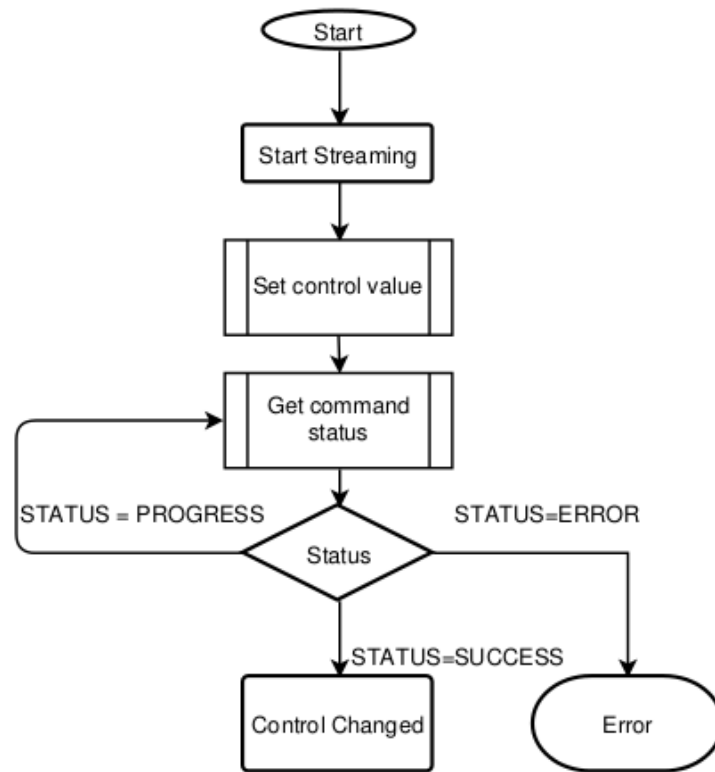 Start
Start Streaming
Set control value
Get command
status
STATUS = PROGRESS
STATUS=ERROR
Status
STATUS=SUCCESS
Control Changed
Error